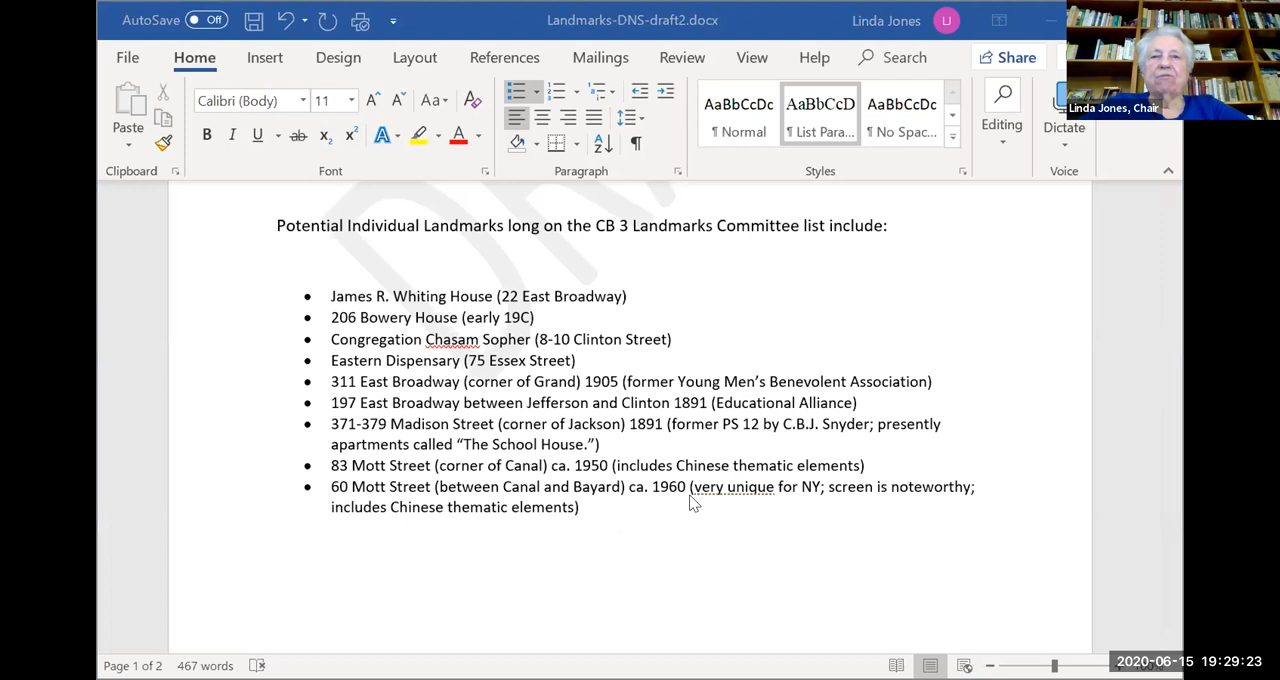 AutoSave Off
Landmarks-DNS-draft2.docx
Linda Jones
LJ
File Home Insert Design Layout References Mailings Review View Help Search Share
Linda Jones, Chair
Paste
Calibri (Body) 11
AaBbCcDc AaBbCcD AaBbCcDc
¶ Normal ¶ List Para... ¶ No Spac...
Editing
Dictate
Clipboard Font Paragraph Styles Voice
Potential Individual Landmarks long on the CB 3 Landmarks Committee list include:
• James R. Whiting House (22 East Broadway)
• 206 Bowery House (early 19C)
• Congregation Chasam Sopher (8-10 Clinton Street)
• Eastern Dispensary (75 Essex Street)
• 311 East Broadway (corner of Grand) 1905 (former Young Men’s Benevolent Association)
• 197 East Broadway between Jefferson and Clinton 1891 (Educational Alliance)
• 371-379 Madison Street (corner of Jackson) 1891 (former PS 12 by C.B.J. Snyder; presently
apartments called “The School House.”)
• 83 Mott Street (corner of Canal) ca. 1950 (includes Chinese thematic elements)
• 60 Mott Street (between Canal and Bayard) ca. 1960 (very unique for NY; screen is noteworthy;
includes Chinese thematic elements)
Page 1 of 2 467 words
2020-06-15 19:29:23